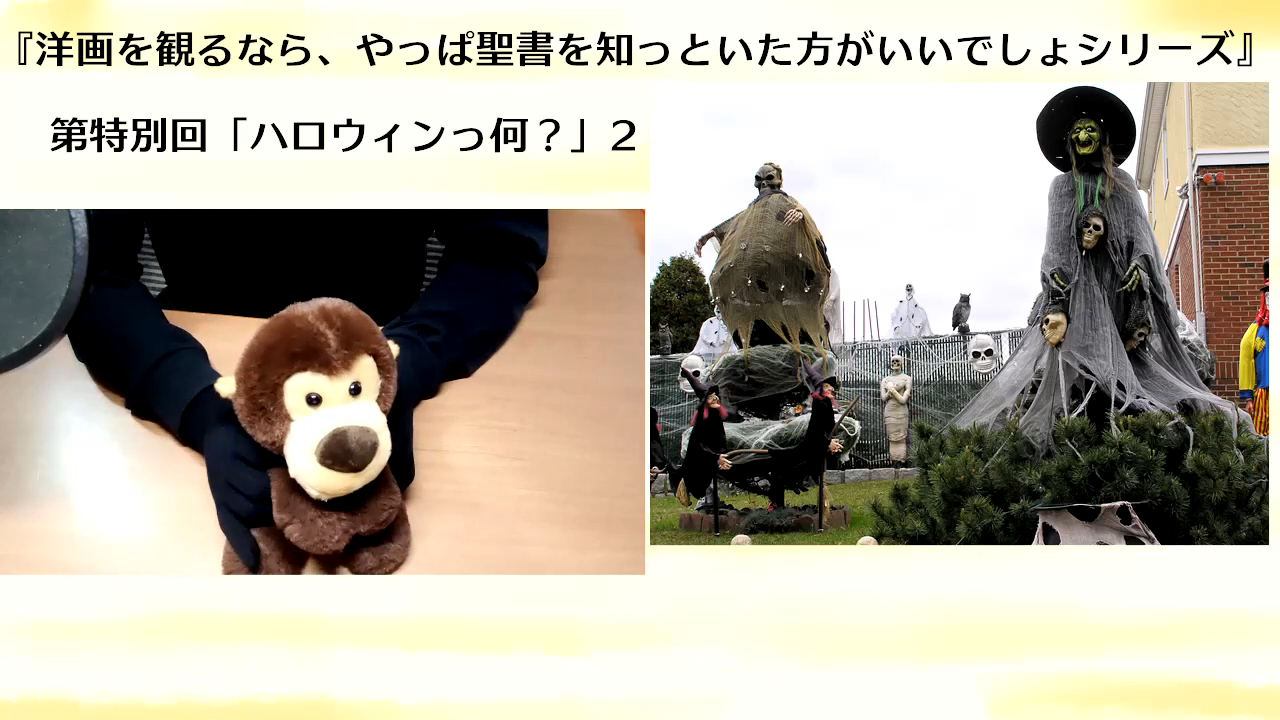 『洋画を観るなら、やっぱ聖書を知っといた方がいいでしょシリーズ』
第特別回「ハロウィンっ何？」２